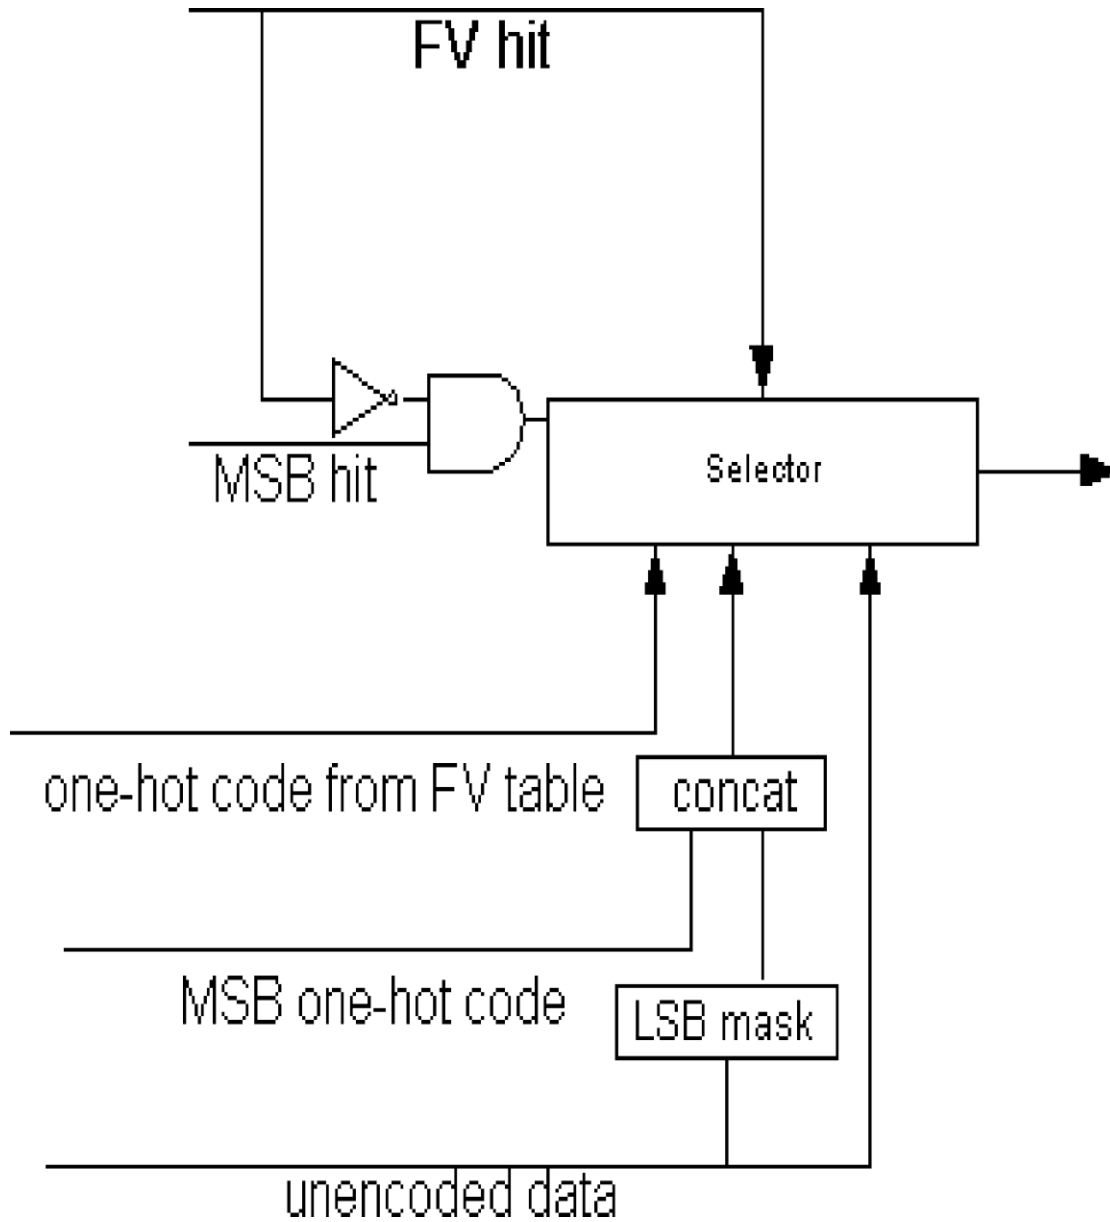 FV hit
MSB hit
Selector
one-hot code from FV table
concat
MSB one-hot code
LSB mask
unencoded data